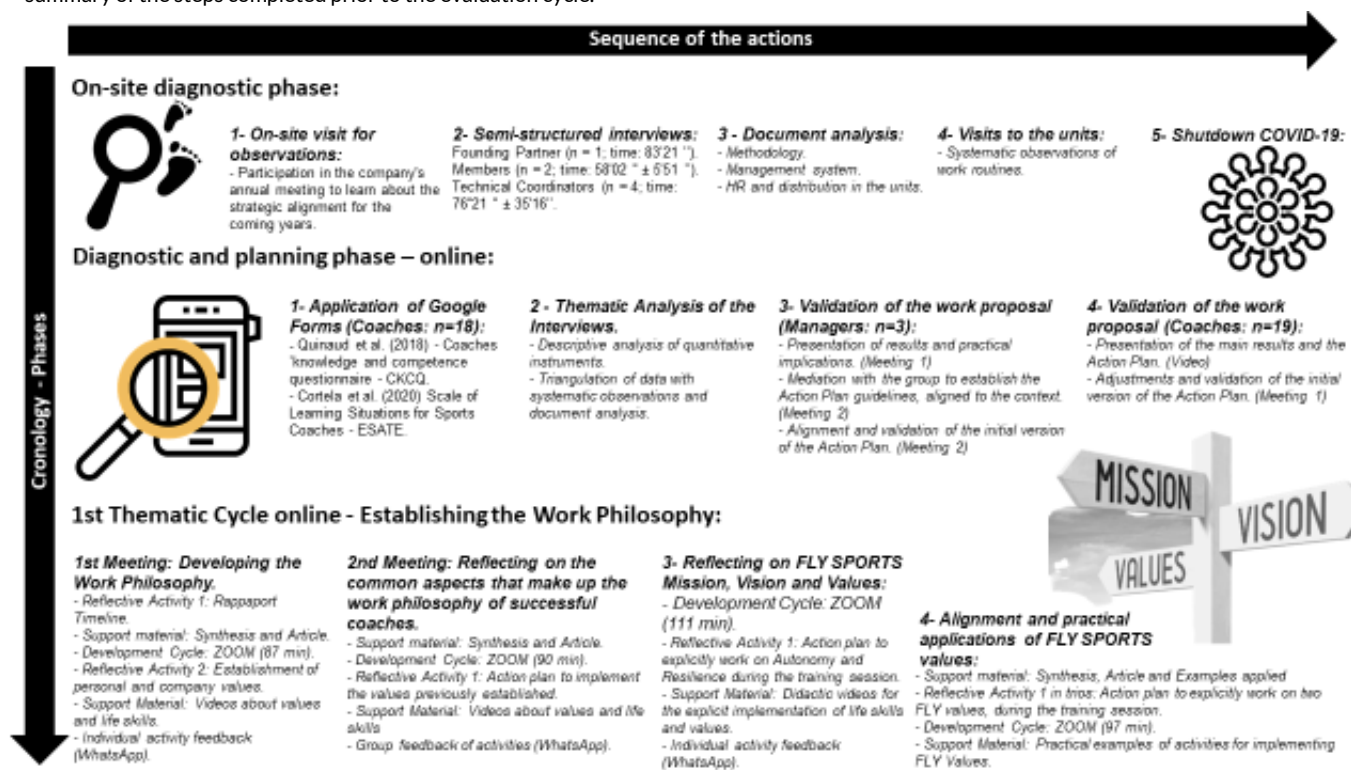 summary of the steps completed prior to the evaluation cycle.
Sequence of the actions
Cronology - Phases
On-site diagnostic phase:
1- On-site visit for
observations:
- Participation in the company's
annual meeting to learn about the
strategic alignment for the
coming years.
2- Semi-structured interviews:
Founding Partner (n = 1; time: 83'21 '').
Members (n = 2; time: 58'02 " ± 5'51 ").
Technical Coordinators (n = 4; time:
76"21 " ± 35'16''.
3 - Document analysis:
- Methodology.
- Management system.
- HR and distribution in the units.
4- Visits to the units:
- Systematic observations of
work routines.
5- Shutdown COVID-19:
Diagnostic and planning phase – online:
1- Application of Google
Forms (Coaches: n=18):
- Quinaud et al. (2018) - Coaches
'knowledge and competence
questionnaire - CKCQ.
- Cortela et al. (2020) Scale of
Learning Situations for Sports
Coaches - ESATE.
2 - Thematic Analysis of the
Interviews.
- Descriptive analysis of quantitative
instruments.
- Triangulation of data with
systematic observations and
document analysis.
3- Validation of the work proposal
(Managers: n=3):
- Presentation of results and practical
implications. (Meeting 1)
- Mediation with the group to establish the
Action Plan guidelines, aligned to the context.
(Meeting 2)
- Alignment and validation of the initial version
of the Action Plan. (Meeting 2)
4- Validation of the work
proposal (Coaches: n=19):
- Presentation of the main results and the
Action Plan. (Video)
- Adjustments and validation of the initial
version of the Action Plan. (Meeting 1)
MISSION
VISION
VALUES
1st Thematic Cycle online - Establishing the Work Philosophy:
1st Meeting: Developing the
Work Philosophy.
- Reflective Activity 1: Rappaport
Timeline.
- Support material: Synthesis and Article.
- Development Cycle: ZOOM (87 min).
- Reflective Activity 2: Establishment of
personal and company values.
- Support Material: Videos about values
and life skills.
- Individual activity feedback
(WhatsApp).
2nd Meeting: Reflecting on the
common aspects that make up the
work philosophy of successful
coaches.
- Support material: Synthesis and Article.
- Development Cycle: ZOOM (90 min).
- Reflective Activity 1: Action plan to implement
the values previously established.
- Support Material: Videos about values and life
skills
- Group feedback of activities (WhatsApp).
3- Reflecting on FLY SPORTS
Mission, Vision and Values:
- Development Cycle: ZOOM
(111 min).
- Reflective Activity 1: Action plan to
explicitly work on Autonomy and
Resilience during the training session.
- Support Material: Didactic videos for
the explicit implementation of life skills
and values.
- Individual activity feedback
(WhatsApp).
4- Alignment and practical
applications of FLY SPORTS
values:
- Support material: Synthesis, Article and Examples applied
- Reflective Activity 1 in trios: Action plan to explicitly work on two
FLY values, during the training session.
- Development Cycle: ZOOM (97 min).
- Support Material: Practical examples of activities for implementing
FLY Values.